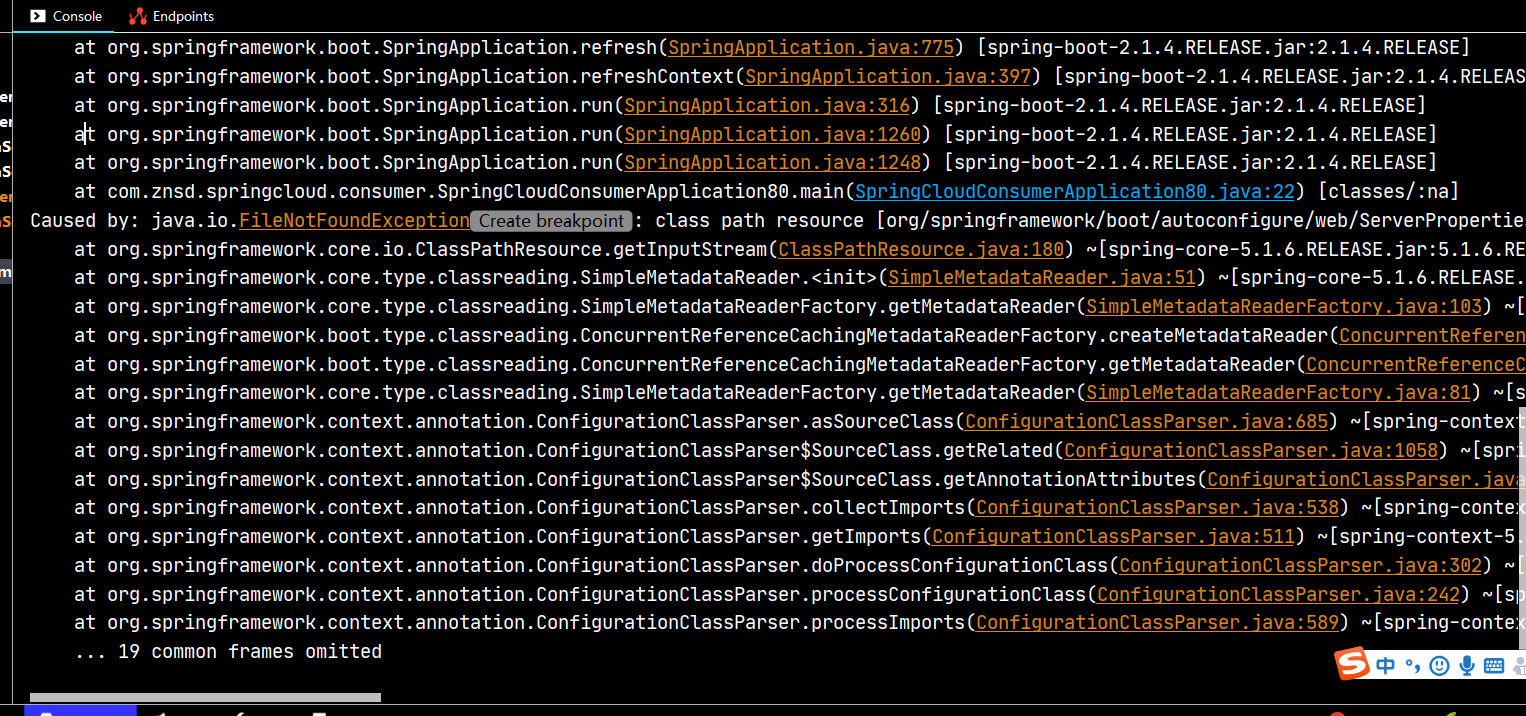 Console Endpoints
at org.springframework.boot.SpringApplication.refresh(SpringApplication.java:775) [spring-boot-2.1.4.RELEASE.jar:2.1.4.RELEASE]
at org.springframework.boot.SpringApplication.refreshContext(SpringApplication.java:397) [spring-boot-2.1.4.RELEASE.jar:2.1.4.RELEAS
at org.springframework.boot.SpringApplication.run(SpringApplication.java:316) [spring-boot-2.1.4.RELEASE.jar:2.1.4.RELEASE]
at org.springframework.boot.SpringApplication.run(SpringApplication.java:1260) [spring-boot-2.1.4.RELEASE.jar:2.1.4.RELEASE]
at org.springframework.boot.SpringApplication.run(SpringApplication.java:1248) [spring-boot-2.1.4.RELEASE.jar:2.1.4.RELEASE]
at com.znsd.springcloud.consumer.SpringCloudConsumerApplication80.main(SpringCloudConsumerApplication80.java:22) [classes/:na]
Caused by: java.io.FileNotFoundException Create breakpoint : class path resource [org/springframework/boot/autoconfigure/web/ServerPropertie
at org.springframework.core.io.ClassPathResource.getInputStream(ClassPathResource.java:180) ~[spring-core-5.1.6.RELEASE.jar:5.1.6.RE
at org.springframework.core.type.classreading.SimpleMetadataReader.<init>(SimpleMetadataReader.java:51) ~[spring-core-5.1.6.RELEASE.
at org.springframework.core.type.classreading.SimpleMetadataReaderFactory.getMetadataReader(SimpleMetadataReaderFactory.java:103) ~[
at org.springframework.boot.type.classreading.ConcurrentReferenceCachingMetadataReaderFactory.createMetadataReader(ConcurrentReferen
at org.springframework.boot.type.classreading.ConcurrentReferenceCachingMetadataReaderFactory.getMetadataReader(ConcurrentReferenceC
at org.springframework.core.type.classreading.SimpleMetadataReaderFactory.getMetadataReader(SimpleMetadataReaderFactory.java:81) ~[s
at org.springframework.context.annotation.ConfigurationClassParser.asSourceClass(ConfigurationClassParser.java:685) ~[spring-context
at org.springframework.context.annotation.ConfigurationClassParser$SourceClass.getRelated(ConfigurationClassParser.java:1058) ~[spri
at org.springframework.context.annotation.ConfigurationClassParser$SourceClass.getAnnotationAttributes(ConfigurationClassParser.java
at org.springframework.context.annotation.ConfigurationClassParser.collectImports(ConfigurationClassParser.java:538) ~[spring-contex
at org.springframework.context.annotation.ConfigurationClassParser.getImports(ConfigurationClassParser.java:511) ~[spring-context-5.
at org.springframework.context.annotation.ConfigurationClassParser.doProcessConfigurationClass(ConfigurationClassParser.java:302) ~[
at org.springframework.context.annotation.ConfigurationClassParser.processConfigurationClass(ConfigurationClassParser.java:242) ~[sp
at org.springframework.context.annotation.ConfigurationClassParser.processImports(ConfigurationClassParser.java:589) ~[spring-contex
... 19 common frames omitted
S 中